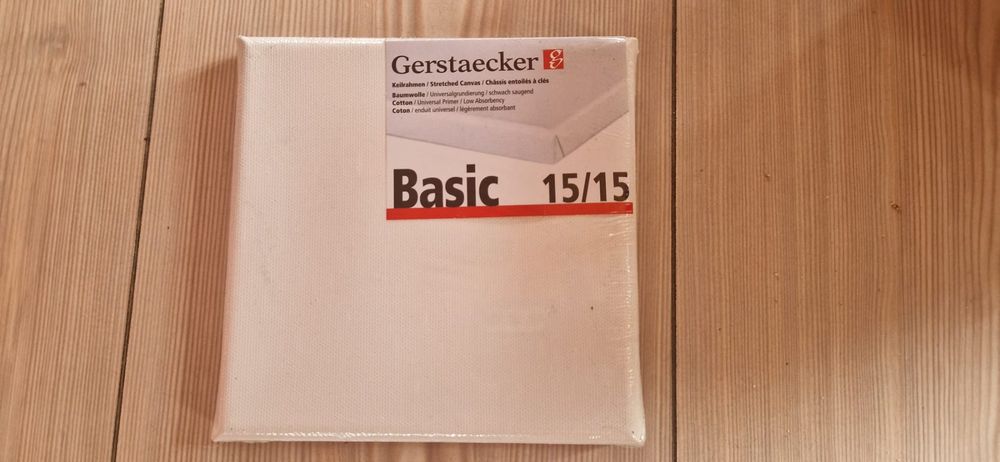 Gerstaecker
Keilrahmen / Stretched Canvas / Châssis entoilés à clés
Baumwolle / Universalgrundierung / schwach saugend
Cotton / Universal Primer / Low Absorbency
Coton / enduit universel / légèrement absorbant
Basic 15/15